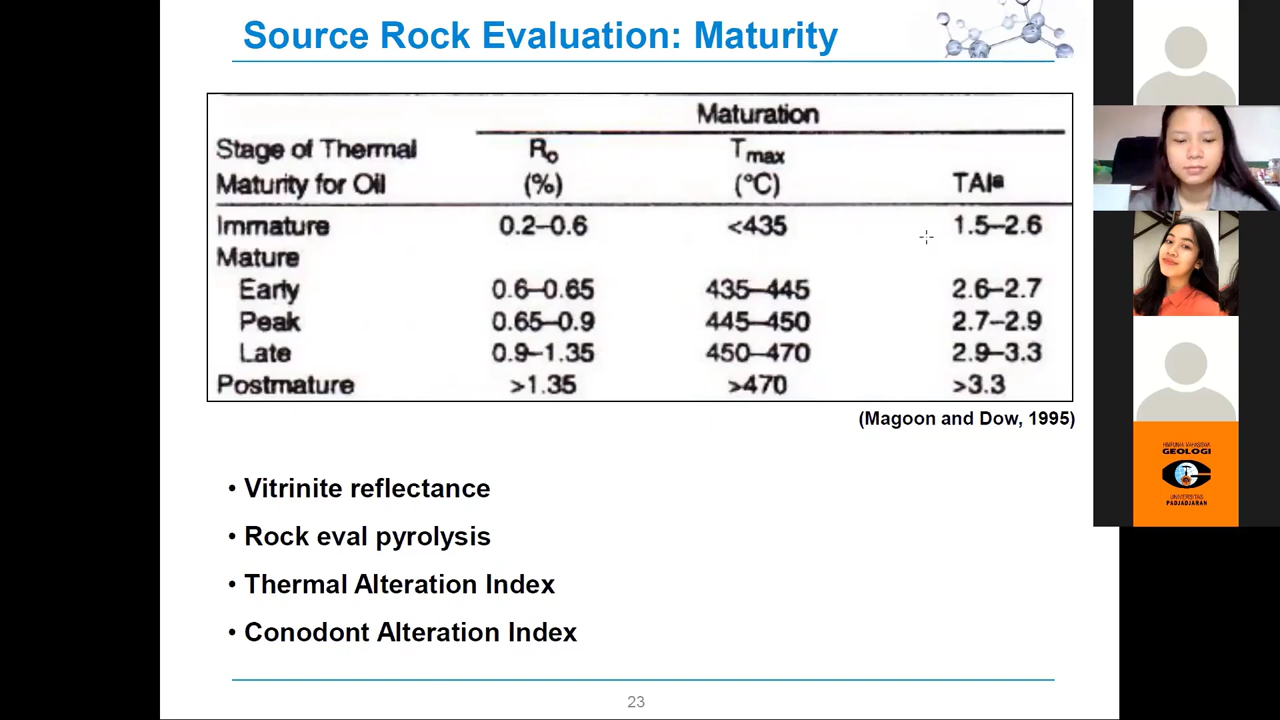 Source Rock Evaluation: Maturity
Maturation
Stage of Thermal Ro Tmax
Maturity for Oil (%) (°C) TAIa
Immature 0.2–0.6 <435 1.5–2.6
Mature
Early 0.6–0.65 435–445 2.6–2.7
Peak 0.65–0.9 445–450 2.7–2.9
Late 0.9–1.35 450–470 2.9–3.3
Postmature >1.35 >470 >3.3
(Magoon and Dow, 1995)
• Vitrinite reflectance
• Rock eval pyrolysis
• Thermal Alteration Index
• Conodont Alteration Index
23
HIMPUNAN MAHASISWA
GEOLOGI
UNIVERSITAS
PADJADJARAN